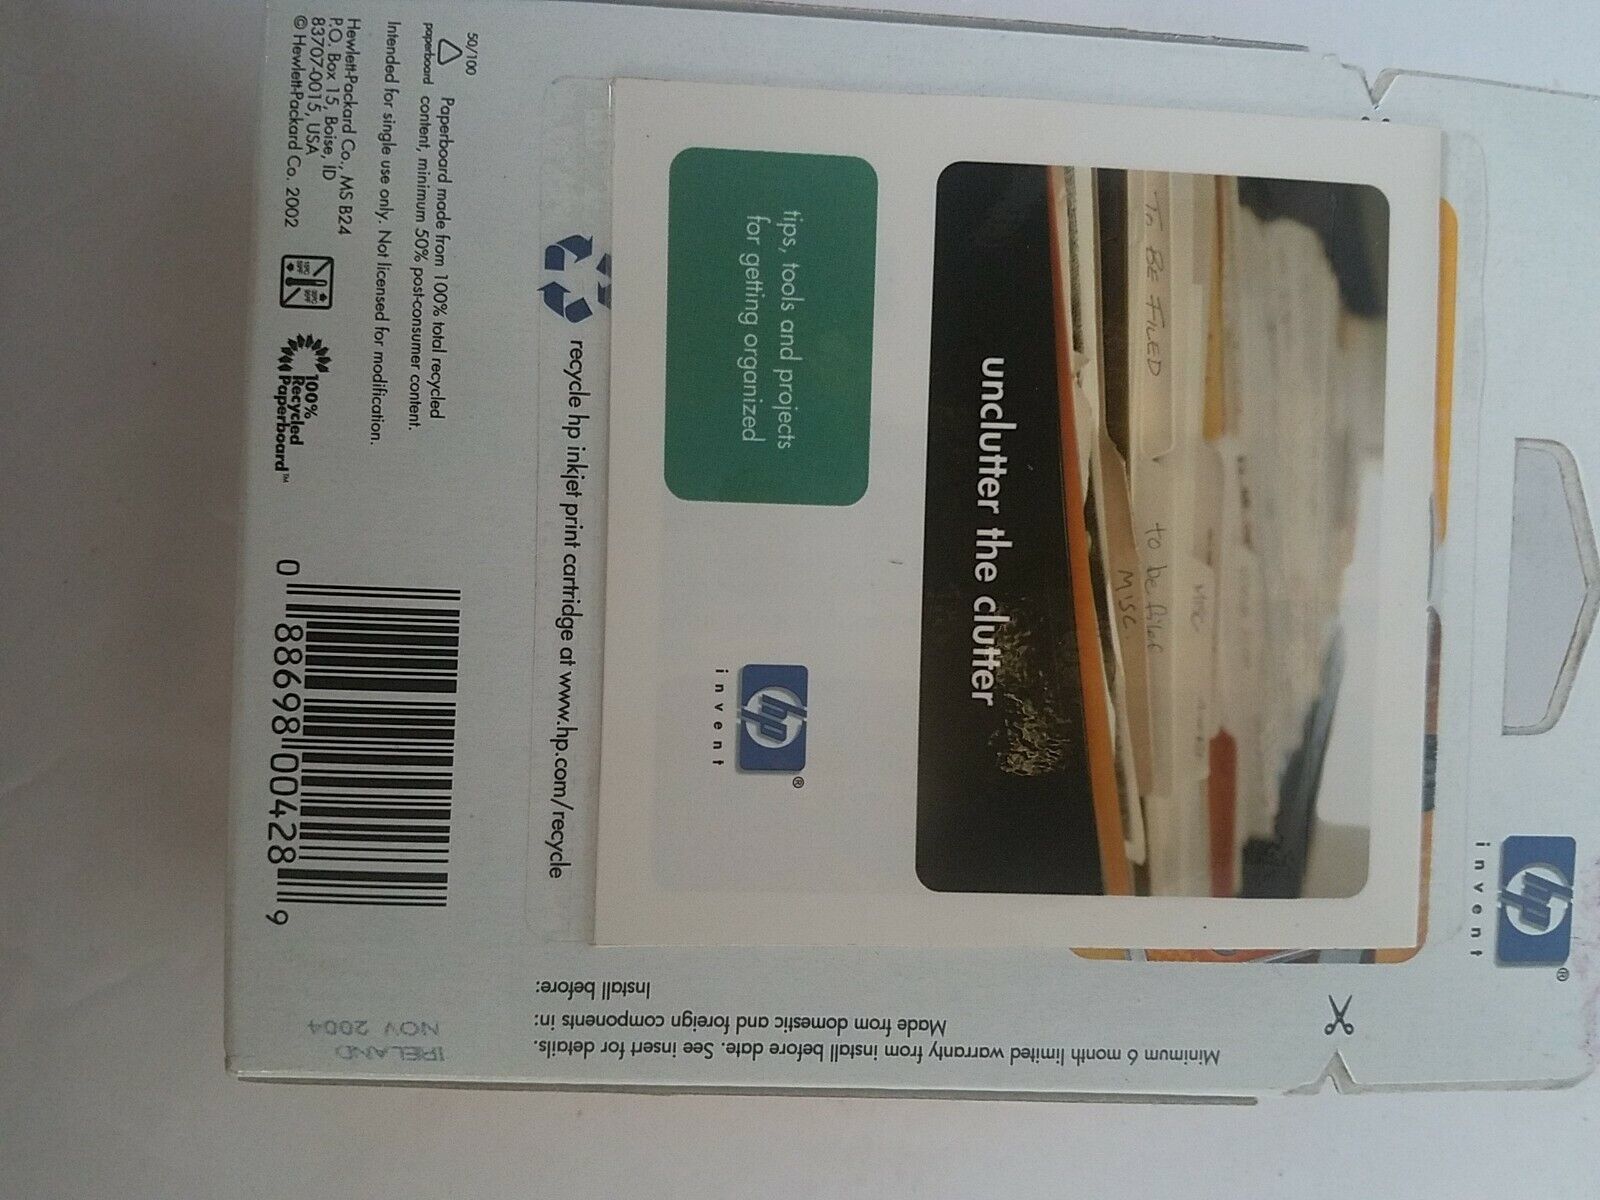 hp
invent
®
TO BE FILED
to be filed
MISC.
MISC
unclutter the clutter
tips, tools and projects
for getting organized
hp
invent
®
recycle hp inkjet print cartridge at www.hp.com/recycle
50/100
paperboard
Paperboard made from 100% total recycled
content, minimum 50% post-consumer content.
Intended for single use only. Not licensed for modification.
Hewlett-Packard Co., MS B24
P.O. Box 15, Boise, ID
83707-0015, USA
© Hewlett-Packard Co. 2002
100%
Recycled
Paperboard™
0 88698 00428 9
Minimum 6 month limited warranty from install before date. See insert for details.
Made from domestic and foreign components in:
Install before:
IRELAND
NOV 2004